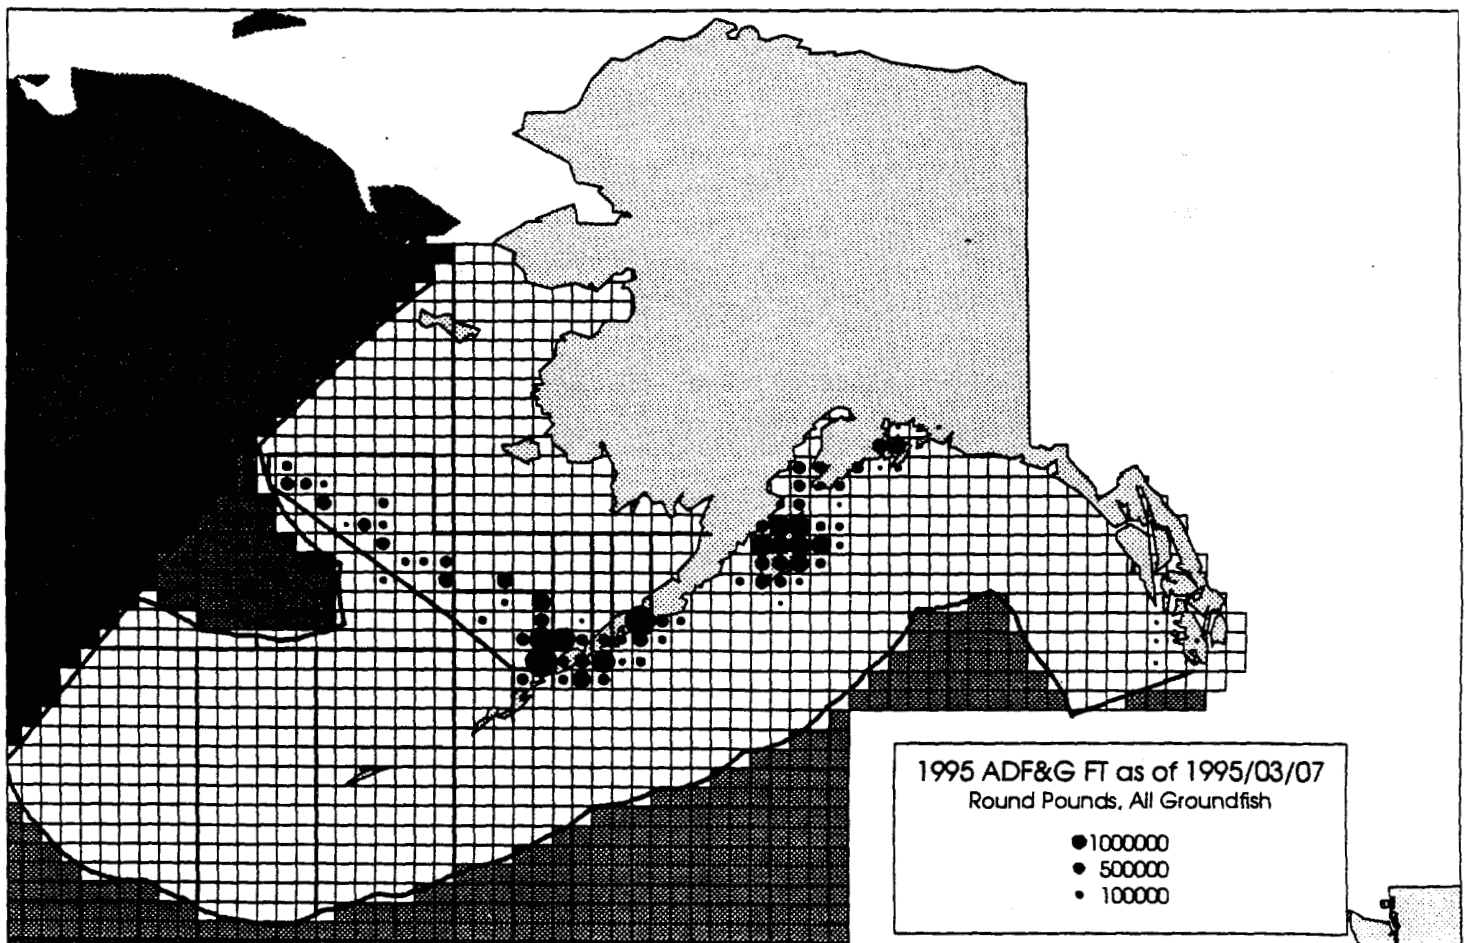 1995 ADF&G FT as of 1995/03/07
Round Pounds, All Groundfish
1000000
500000
100000